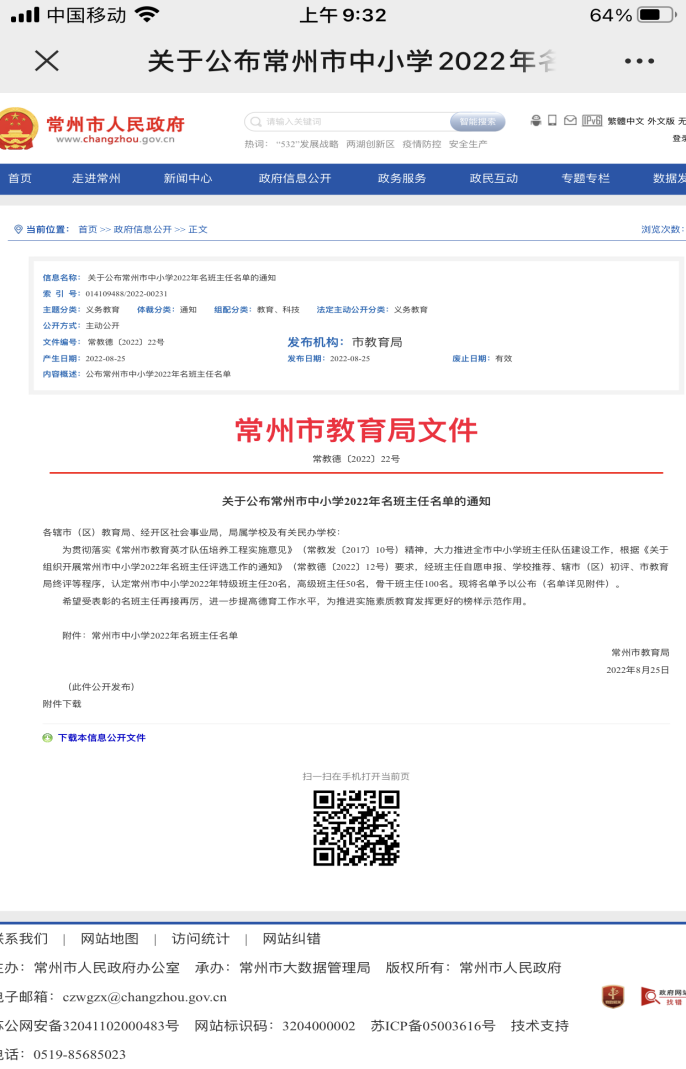 中国移动 上午 9:32 64%
关于公布常州市中小学2022年
常州市人民政府
www.changzhou.gov.cn
请输入关键词 智能搜索
IPv6 繁體中文 外文版 无
登录
热词: “532”发展战略 两湖创新区 疫情防控 安全生产
首页 走进常州 新闻中心 政府信息公开 政务服务 政民互动 专题专栏 数据发
当前位置: 首页 >> 政府信息公开 >> 正文 浏览次数:
信息名称: 关于公布常州市中小学2022年名班主任名单的通知
索 引 号: 014109488/2022-00231
主题分类: 义务教育 体裁分类: 通知 组配分类: 教育、科技 法定主动公开分类: 义务教育
公开方式: 主动公开
文件编号: 常教德〔2022〕22号 发布机构: 市教育局
产生日期: 2022-08-25 发布日期: 2022-08-25 废止日期: 有效
内容概述: 公布常州市中小学2022年名班主任名单
常州市教育局文件
常教德〔2022〕22号
关于公布常州市中小学2022年名班主任名单的通知
各辖市（区）教育局、经开区社会事业局，局属学校及有关民办学校:
为贯彻落实《常州市教育英才队伍培养工程实施意见》（常教发〔2017〕10号）精神，大力推进全市中小学班主任队伍建设工作，根据《关于
组织开展常州市中小学2022年名班主任评选工作的通知》（常教德〔2022〕12号）要求，经班主任自愿申报、学校推荐、辖市（区）初评、市教育
局终评等程序，认定常州市中小学2022年特级班主任20名，高级班主任50名，骨干班主任100名。现将名单予以公布（名单详见附件）。
希望受表彰的名班主任再接再厉，进一步提高德育工作水平，为推进实施素质教育发挥更好的榜样示范作用。
附件: 常州市中小学2022年名班主任名单
常州市教育局
2022年8月25日
（此件公开发布）
附件下载
下载本信息公开文件
扫一扫在手机打开当前页
联系我们 | 网站地图 | 访问统计 | 网站纠错
主办: 常州市人民政府办公室 承办: 常州市大数据管理局 版权所有: 常州市人民政府
电子邮箱: czwgzx@changzhou.gov.cn
政府网站
找错
苏公网安备32041102000483号 网站标识码: 3204000002 苏ICP备05003616号 技术支持
电话: 0519-85685023